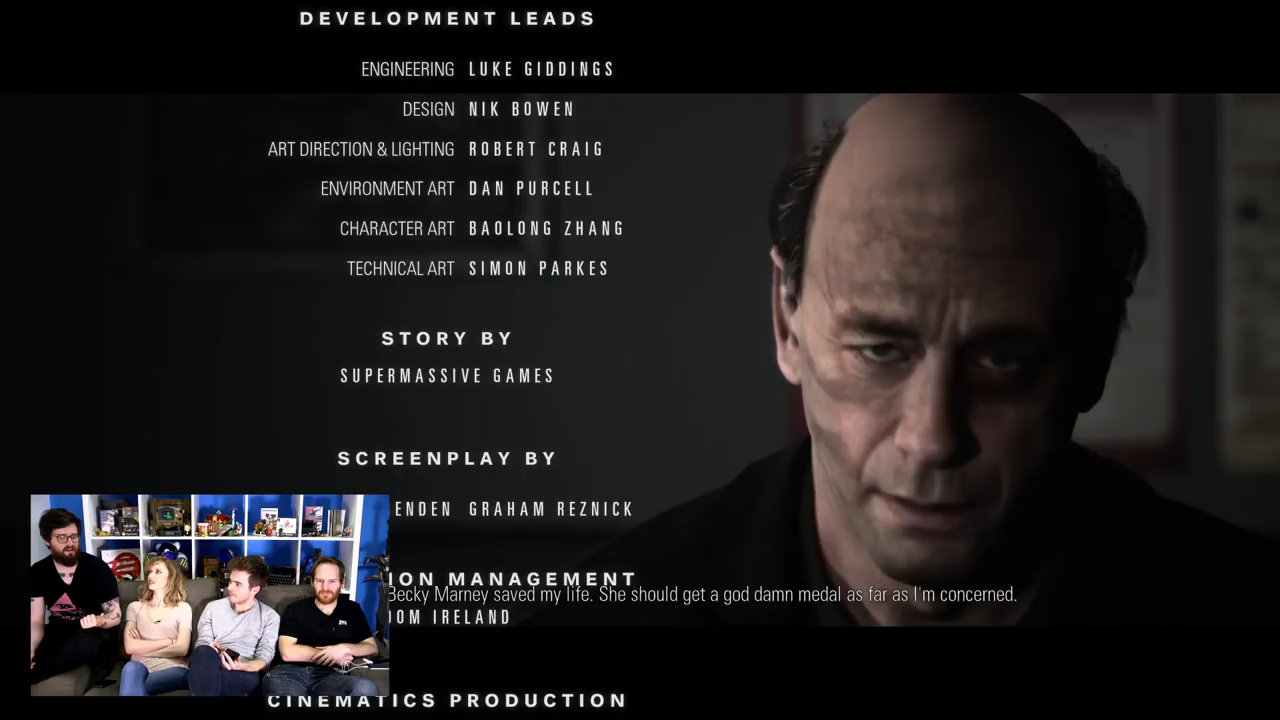 DEVELOPMENT LEADS
ENGINEERING LUKE GIDDINGS
DESIGN NIK BOWEN
ART DIRECTION & LIGHTING ROBERT CRAIG
ENVIRONMENT ART DAN PURCELL
CHARACTER ART BAOLONG ZHANG
TECHNICAL ART SIMON PARKES
STORY BY
SUPERMASSIVE GAMES
SCREENPLAY BY
ENDEN GRAHAM REZNICK
ION MANAGEMENT
Becky Marney saved my life. She should get a god damn medal as far as I'm concerned.
OM IRELAND
CINEMATICS PRODUCTION